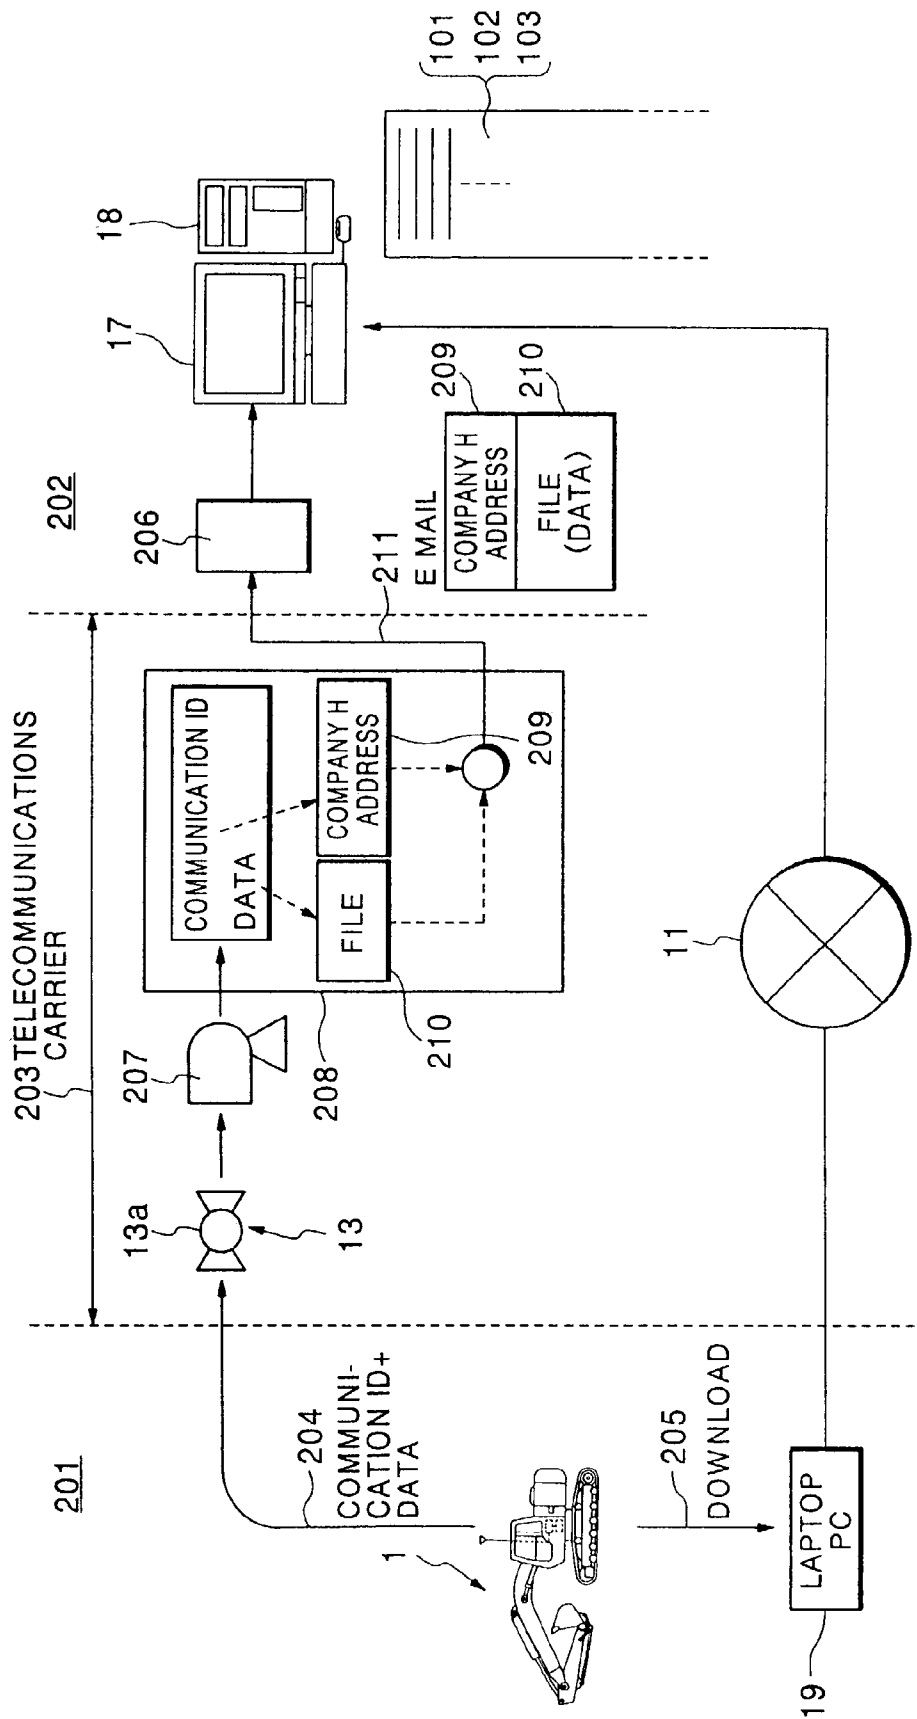 201
203 TELECOMMUNICATIONS
CARRIER
202
204
COMMUNI-
CATION ID+
DATA
1
205
DOWNLOAD
LAPTOP
PC
19
13a
13
207
208
COMMUNICATION ID
DATA
FILE
210
COMPANY H
ADDRESS
209
211
206
17
18
E MAIL
COMPANY H
ADDRESS
209
FILE
(DATA)
210
101
102
103
11